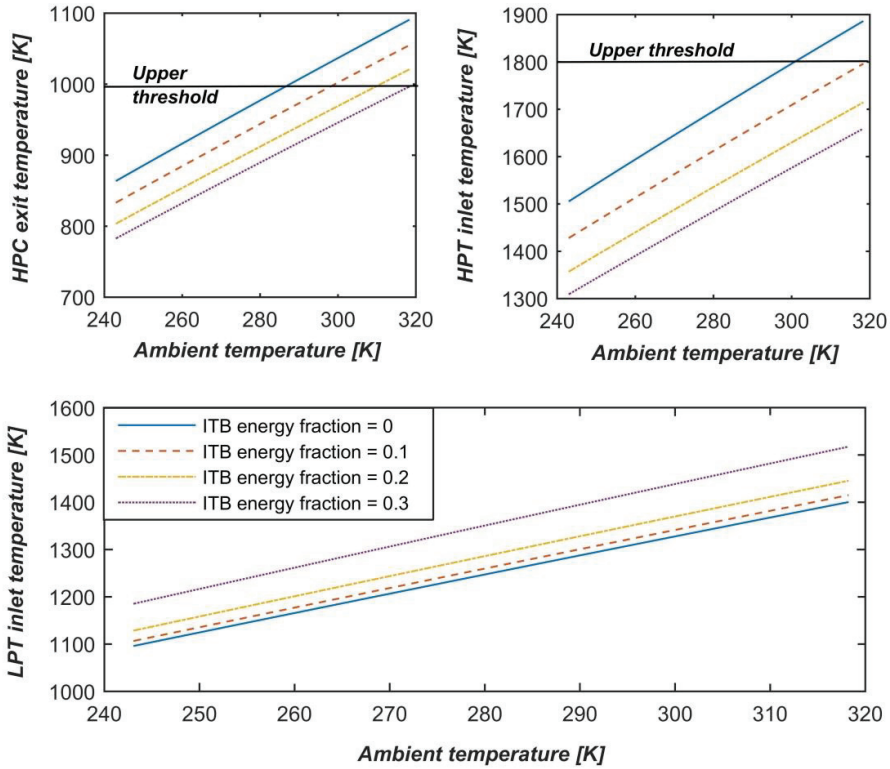 HPC exit temperature [K]
1100
1000
900
800
700
Upper
threshold
240 260 280 300 320
Ambient temperature [K]
HPT inlet temperature [K]
1900
1800
1700
1600
1500
1400
1300
Upper threshold
240 260 280 300 320
Ambient temperature [K]
LPT inlet temperature [K]
1600
1500
1400
1300
1200
1100
1000
ITB energy fraction = 0
ITB energy fraction = 0.1
ITB energy fraction = 0.2
ITB energy fraction = 0.3
240 250 260 270 280 290 300 310 320
Ambient temperature [K]